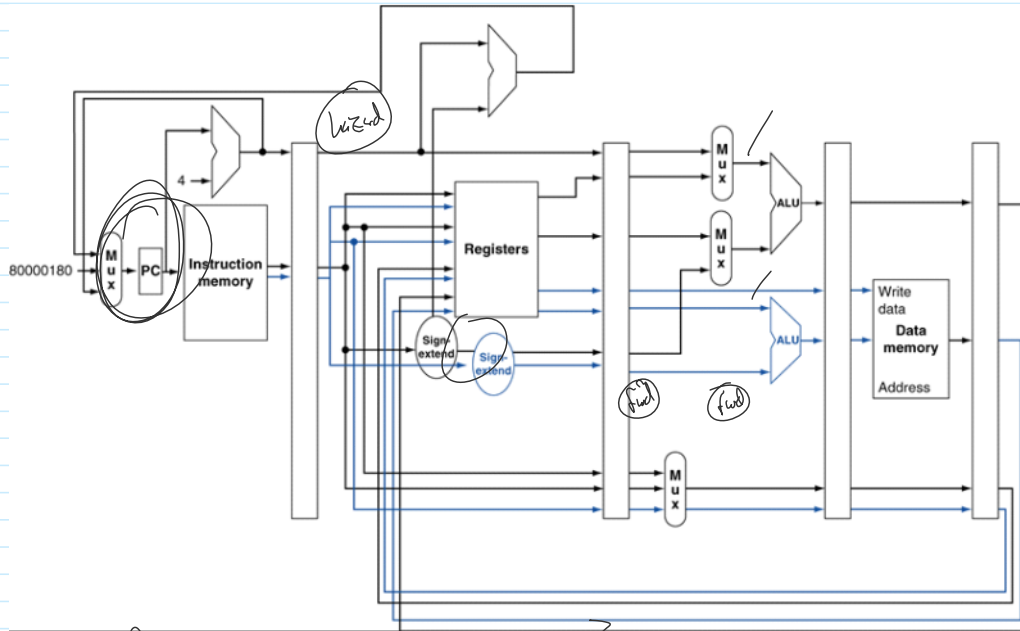 hazard
4
M
u
x
PC
80000180
Instruction
memory
Registers
Sign-
extend
Sign-
extend
M
u
x
M
u
x
ALU
ALU
Write
data
Data
memory
Address
fwd
Fwd
M
u
x